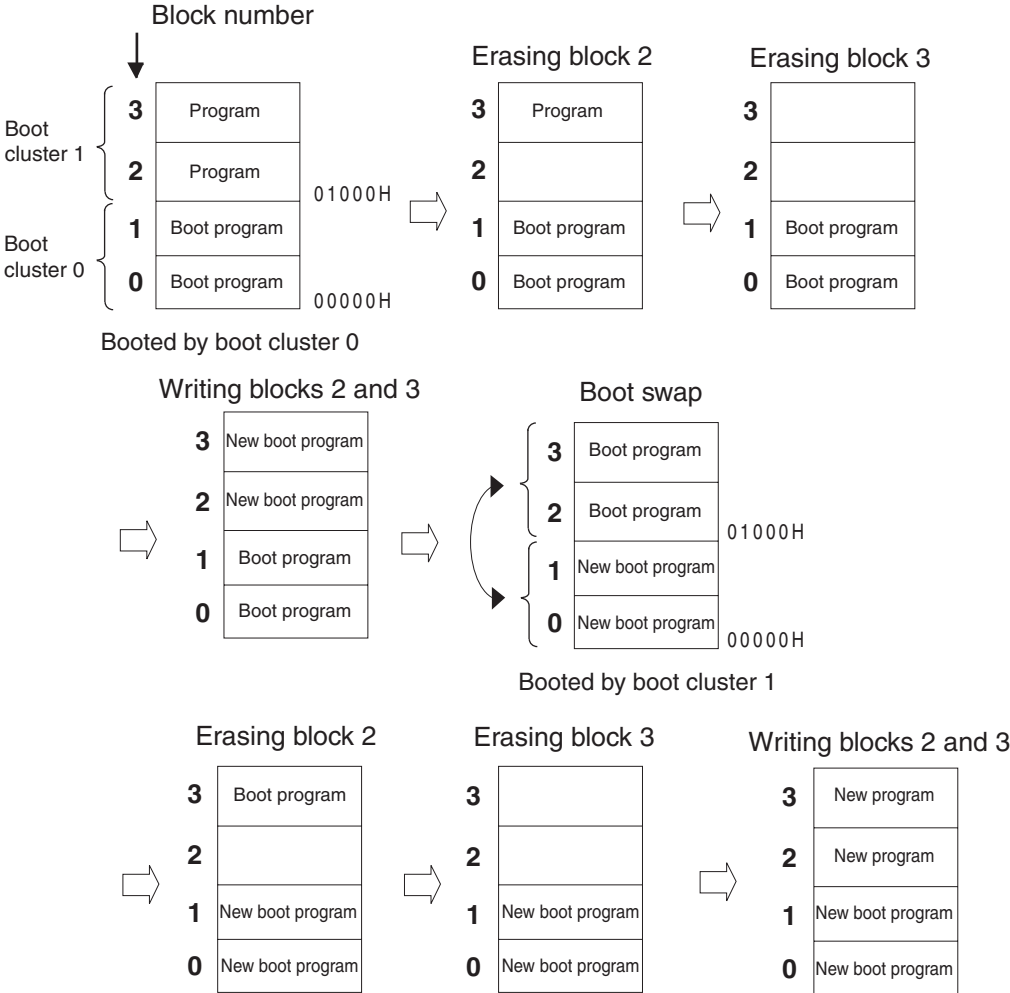 Block number
Erasing block 2
Erasing block 3
Boot
cluster 1
3 Program
2 Program
01000H
Boot
cluster 0
1 Boot program
0 Boot program
00000H
Booted by boot cluster 0
3 Program
2
1 Boot program
0 Boot program
3
2
1 Boot program
0 Boot program
Writing blocks 2 and 3
3 New boot program
2 New boot program
1 Boot program
0 Boot program
Boot swap
3 Boot program
2 Boot program
01000H
1 New boot program
0 New boot program
00000H
Booted by boot cluster 1
Erasing block 2
3 Boot program
2
1 New boot program
0 New boot program
Erasing block 3
3
2
1 New boot program
0 New boot program
Writing blocks 2 and 3
3 New program
2 New program
1 New boot program
0 New boot program